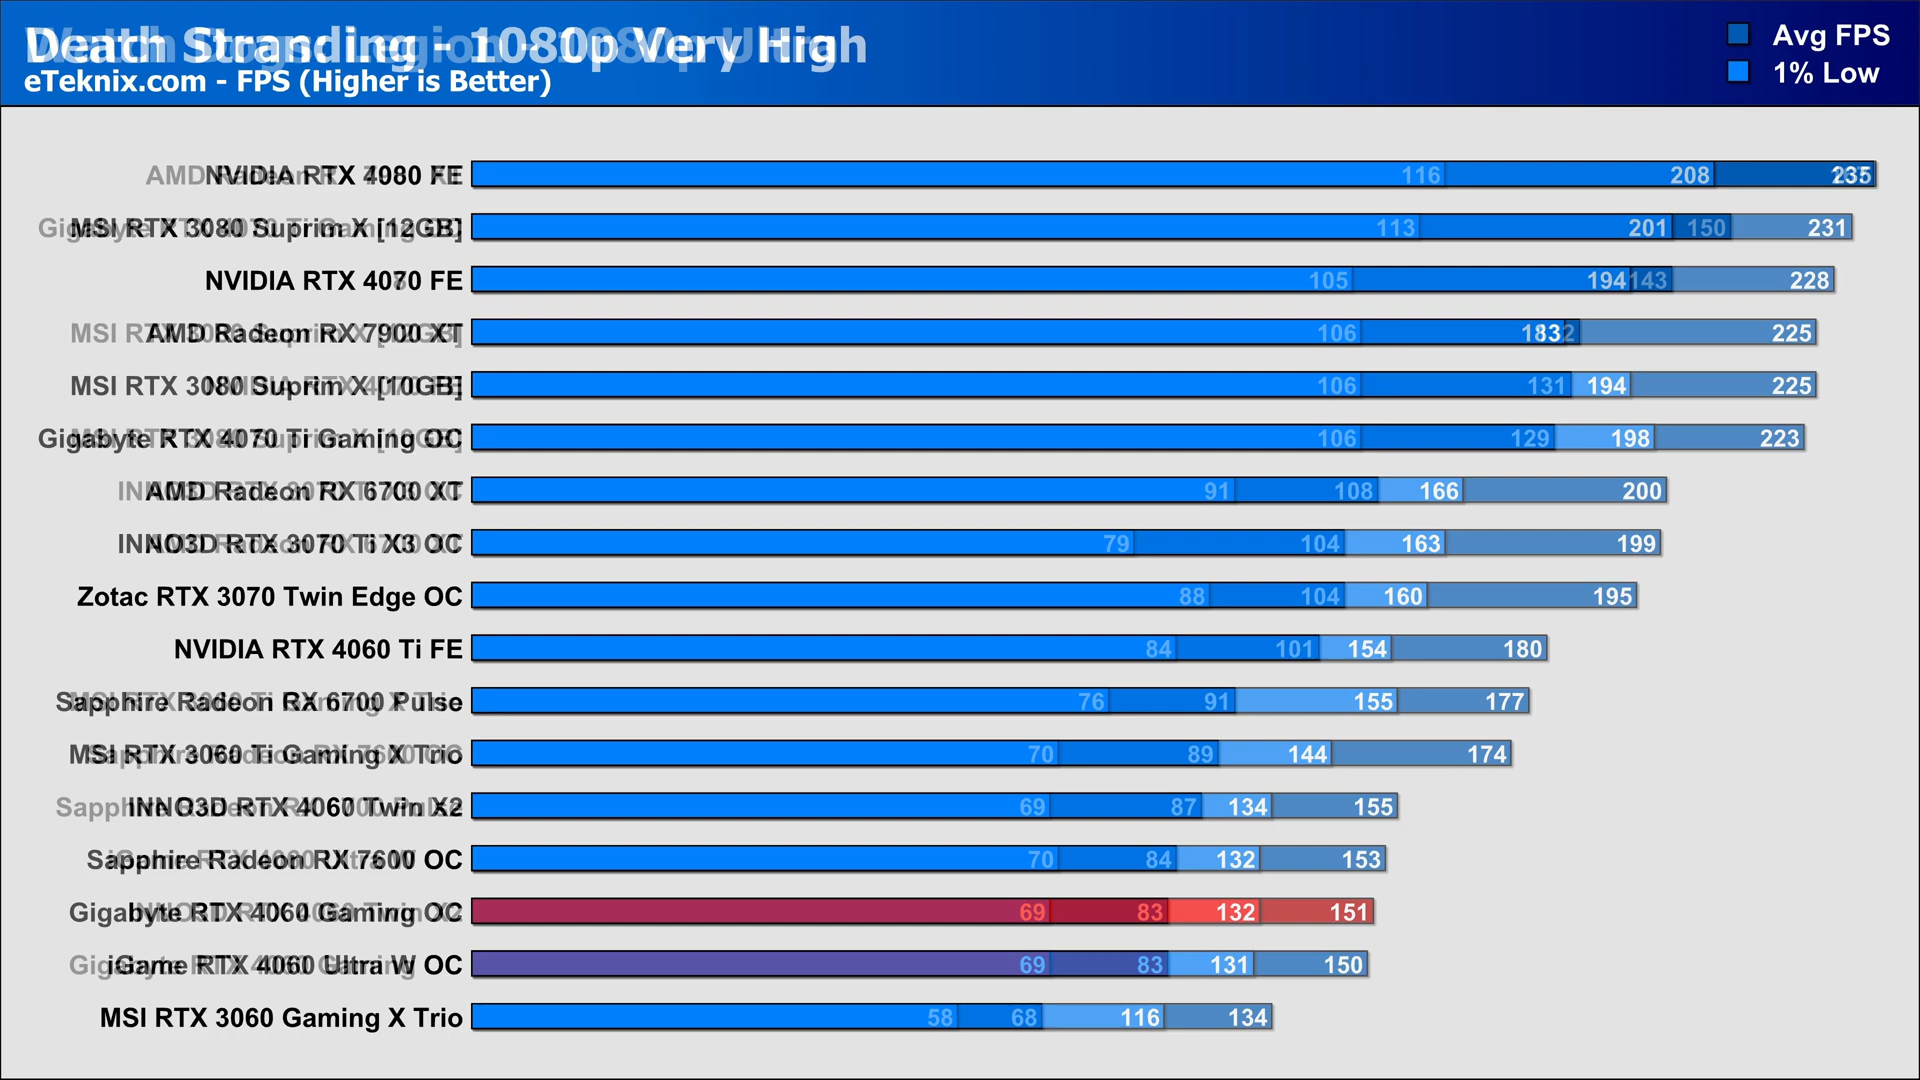 Death Stranding - 1080p Very High
eTeknix.com - FPS (Higher is Better)
Avg FPS
1% Low
NVIDIA RTX 4080 FE 116 208 235
MSI RTX 3080 Suprim X [12GB] 113 201 150 231
NVIDIA RTX 4070 FE 105 194 143 228
AMD Radeon RX 7900 XT 106 183 225
MSI RTX 3080 Suprim X [10GB] 106 131 194 225
Gigabyte RTX 4070 Ti Gaming OC 106 129 198 223
AMD Radeon RX 6700 XT 91 108 166 200
INNO3D RTX 3070 Ti X3 OC 79 104 163 199
Zotac RTX 3070 Twin Edge OC 88 104 160 195
NVIDIA RTX 4060 Ti FE 84 101 154 180
Sapphire Radeon RX 6700 Pulse 76 91 155 177
MSI RTX 3060 Ti Gaming X Trio 70 89 144 174
INNO3D RTX 4060 Twin X2 69 87 134 155
Sapphire Radeon RX 7600 OC 70 84 132 153
Gigabyte RTX 4060 Gaming OC 69 83 132 151
iGame RTX 4060 Ultra W OC 69 83 131 150
MSI RTX 3060 Gaming X Trio 58 68 116 134